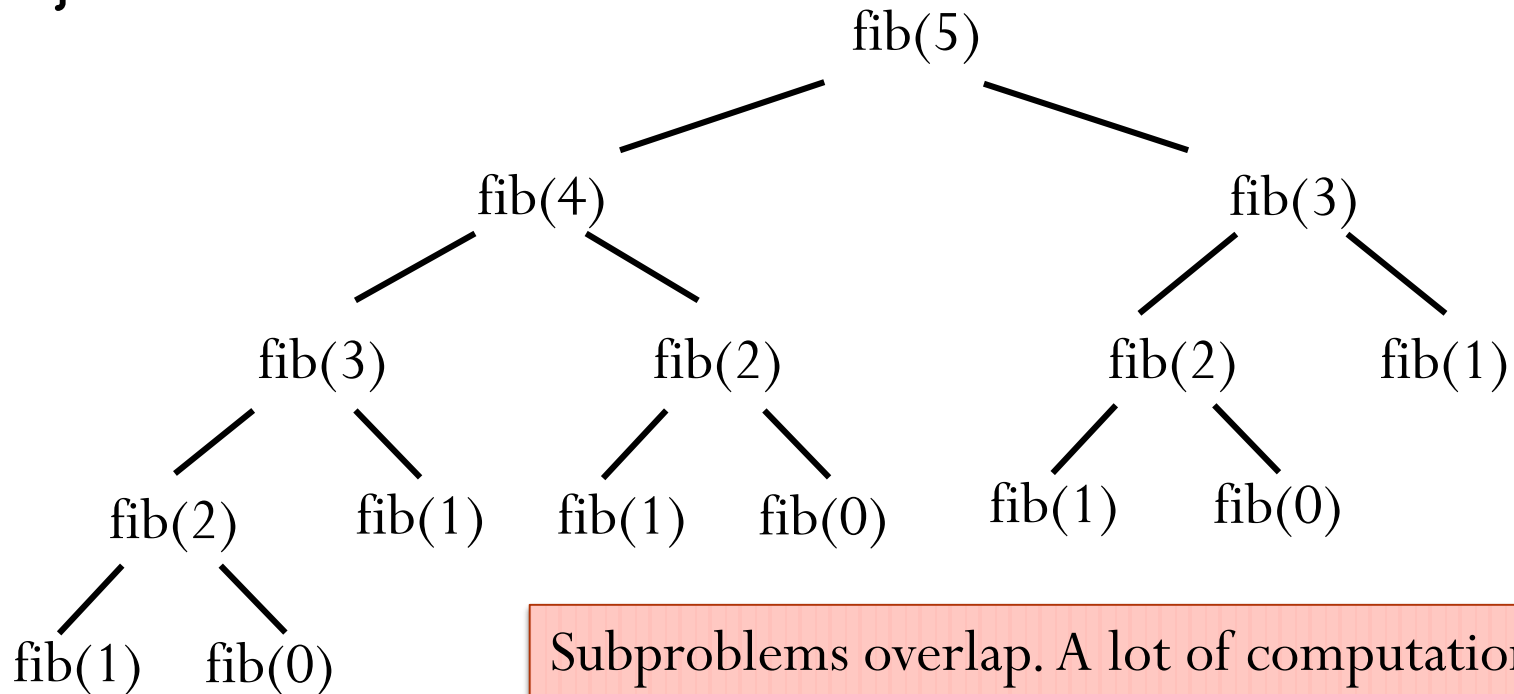 fib(5)
fib(4) fib(3)
fib(3) fib(2) fib(2) fib(1)
fib(2) fib(1) fib(1) fib(0) fib(1) fib(0)
fib(1) fib(0)
Subproblems overlap. A lot of